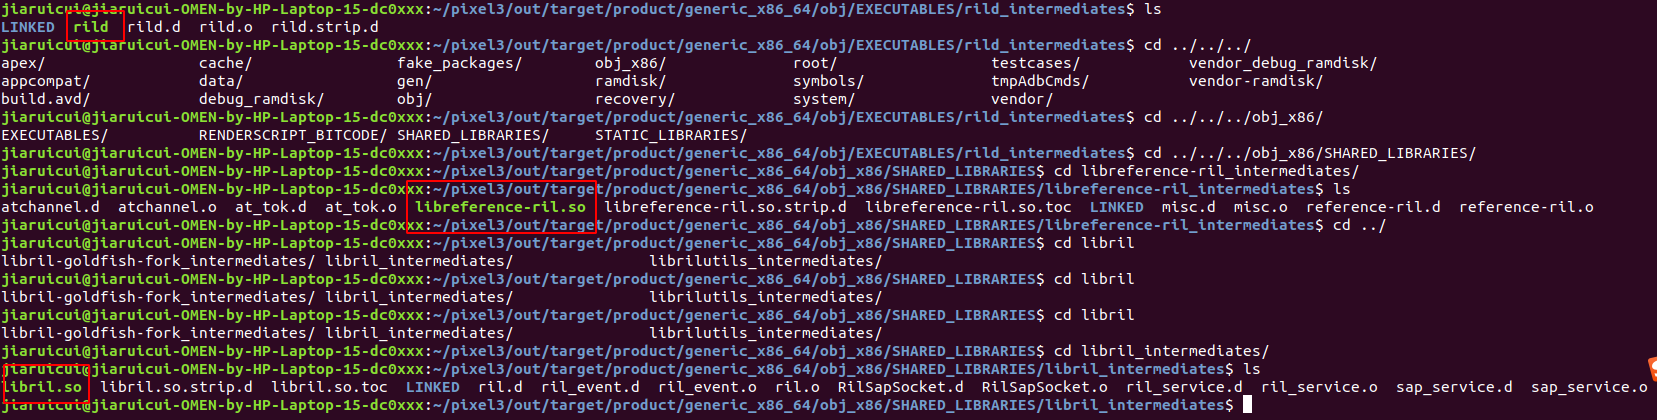 jiaruicui@jiaruicui-OMEN-by-HP-Laptop-15-dc0xxx:~/pixel3/out/target/product/generic_x86_64/obj/EXECUTABLES/rild_intermediates$ ls
LINKED rild rild.d rild.o rild.strip.d
jiaruicui@jiaruicui-OMEN-by-HP-Laptop-15-dc0xxx:~/pixel3/out/target/product/generic_x86_64/obj/EXECUTABLES/rild_intermediates$ cd ../../../
apex/ cache/ fake_packages/ obj_x86/ root/ testcases/ vendor_debug_ramdisk/
appcompat/ data/ gen/ ramdisk/ symbols/ tmpAdbCmds/ vendor-ramdisk/
build.avd/ debug_ramdisk/ obj/ recovery/ system/ vendor/
jiaruicui@jiaruicui-OMEN-by-HP-Laptop-15-dc0xxx:~/pixel3/out/target/product/generic_x86_64/obj/EXECUTABLES/rild_intermediates$ cd ../../../obj_x86/
EXECUTABLES/ RENDERSCRIPT_BITCODE/ SHARED_LIBRARIES/ STATIC_LIBRARIES/
jiaruicui@jiaruicui-OMEN-by-HP-Laptop-15-dc0xxx:~/pixel3/out/target/product/generic_x86_64/obj/EXECUTABLES/rild_intermediates$ cd ../../../obj_x86/SHARED_LIBRARIES/
jiaruicui@jiaruicui-OMEN-by-HP-Laptop-15-dc0xxx:~/pixel3/out/target/product/generic_x86_64/obj_x86/SHARED_LIBRARIES$ cd libreference-ril_intermediates/
jiaruicui@jiaruicui-OMEN-by-HP-Laptop-15-dc0xxx:~/pixel3/out/target/product/generic_x86_64/obj_x86/SHARED_LIBRARIES/libreference-ril_intermediates$ ls
atchannel.d atchannel.o at_tok.d at_tok.o libreference-ril.so libreference-ril.so.strip.d libreference-ril.so.toc LINKED misc.d misc.o reference-ril.d reference-ril.o
jiaruicui@jiaruicui-OMEN-by-HP-Laptop-15-dc0xxx:~/pixel3/out/target/product/generic_x86_64/obj_x86/SHARED_LIBRARIES/libreference-ril_intermediates$ cd ../
jiaruicui@jiaruicui-OMEN-by-HP-Laptop-15-dc0xxx:~/pixel3/out/target/product/generic_x86_64/obj_x86/SHARED_LIBRARIES$ cd libril
libril-goldfish-fork_intermediates/ libril_intermediates/ librilutils_intermediates/
jiaruicui@jiaruicui-OMEN-by-HP-Laptop-15-dc0xxx:~/pixel3/out/target/product/generic_x86_64/obj_x86/SHARED_LIBRARIES$ cd libril
libril-goldfish-fork_intermediates/ libril_intermediates/ librilutils_intermediates/
jiaruicui@jiaruicui-OMEN-by-HP-Laptop-15-dc0xxx:~/pixel3/out/target/product/generic_x86_64/obj_x86/SHARED_LIBRARIES$ cd libril
libril-goldfish-fork_intermediates/ libril_intermediates/ librilutils_intermediates/
jiaruicui@jiaruicui-OMEN-by-HP-Laptop-15-dc0xxx:~/pixel3/out/target/product/generic_x86_64/obj_x86/SHARED_LIBRARIES$ cd libril_intermediates/
jiaruicui@jiaruicui-OMEN-by-HP-Laptop-15-dc0xxx:~/pixel3/out/target/product/generic_x86_64/obj_x86/SHARED_LIBRARIES/libril_intermediates$ ls
libril.so libril.so.strip.d libril.so.toc LINKED ril.d ril_event.d ril_event.o ril.o RilSapSocket.d RilSapSocket.o ril_service.d ril_service.o sap_service.d sap_service.o
jiaruicui@jiaruicui-OMEN-by-HP-Laptop-15-dc0xxx:~/pixel3/out/target/product/generic_x86_64/obj_x86/SHARED_LIBRARIES/libril_intermediates$